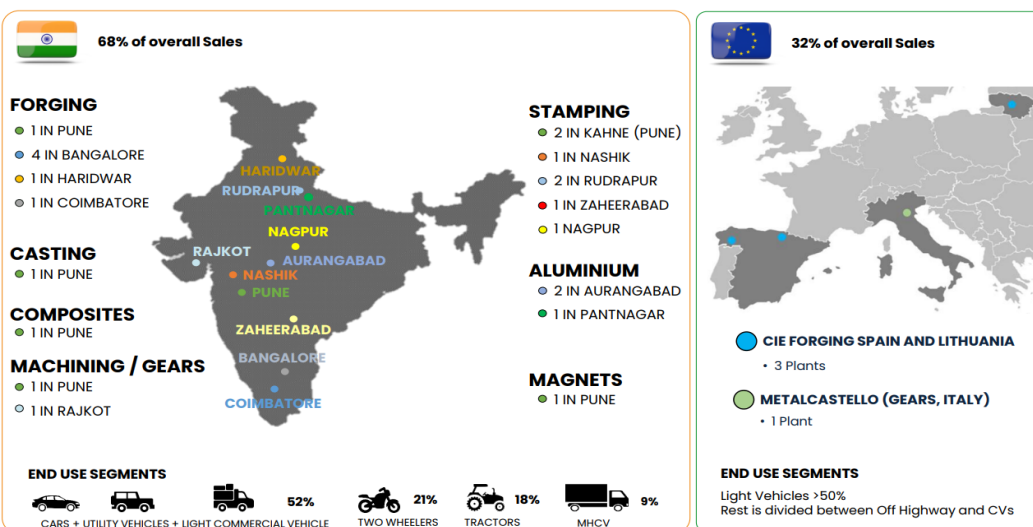 68% of overall Sales
FORGING
1 IN PUNE
4 IN BANGALORE
1 IN HARIDWAR
1 IN COIMBATORE
CASTING
1 IN PUNE
COMPOSITES
1 IN PUNE
MACHINING / GEARS
1 IN PUNE
1 IN RAJKOT
HARIDWAR
RUDRAPUR
PANTNAGAR
NAGPUR
RAJKOT
AURANGABAD
NASHIK
PUNE
ZAHEERABAD
BANGALORE
COIMBATORE
STAMPING
2 IN KAHNE (PUNE)
1 IN NASHIK
2 IN RUDRAPUR
1 IN ZAHEERABAD
1 NAGPUR
ALUMINIUM
2 IN AURANGABAD
1 IN PANTNAGAR
MAGNETS
1 IN PUNE
END USE SEGMENTS
52%
CARS + UTILITY VEHICLES + LIGHT COMMERCIAL VEHICLE
21%
TWO WHEELERS
18%
TRACTORS
9%
MHCV
32% of overall Sales
CIE FORGING SPAIN AND LITHUANIA
• 3 Plants
METALCASTELLO (GEARS, ITALY)
• 1 Plant
END USE SEGMENTS
Light Vehicles >50%
Rest is divided between Off Highway and CVs